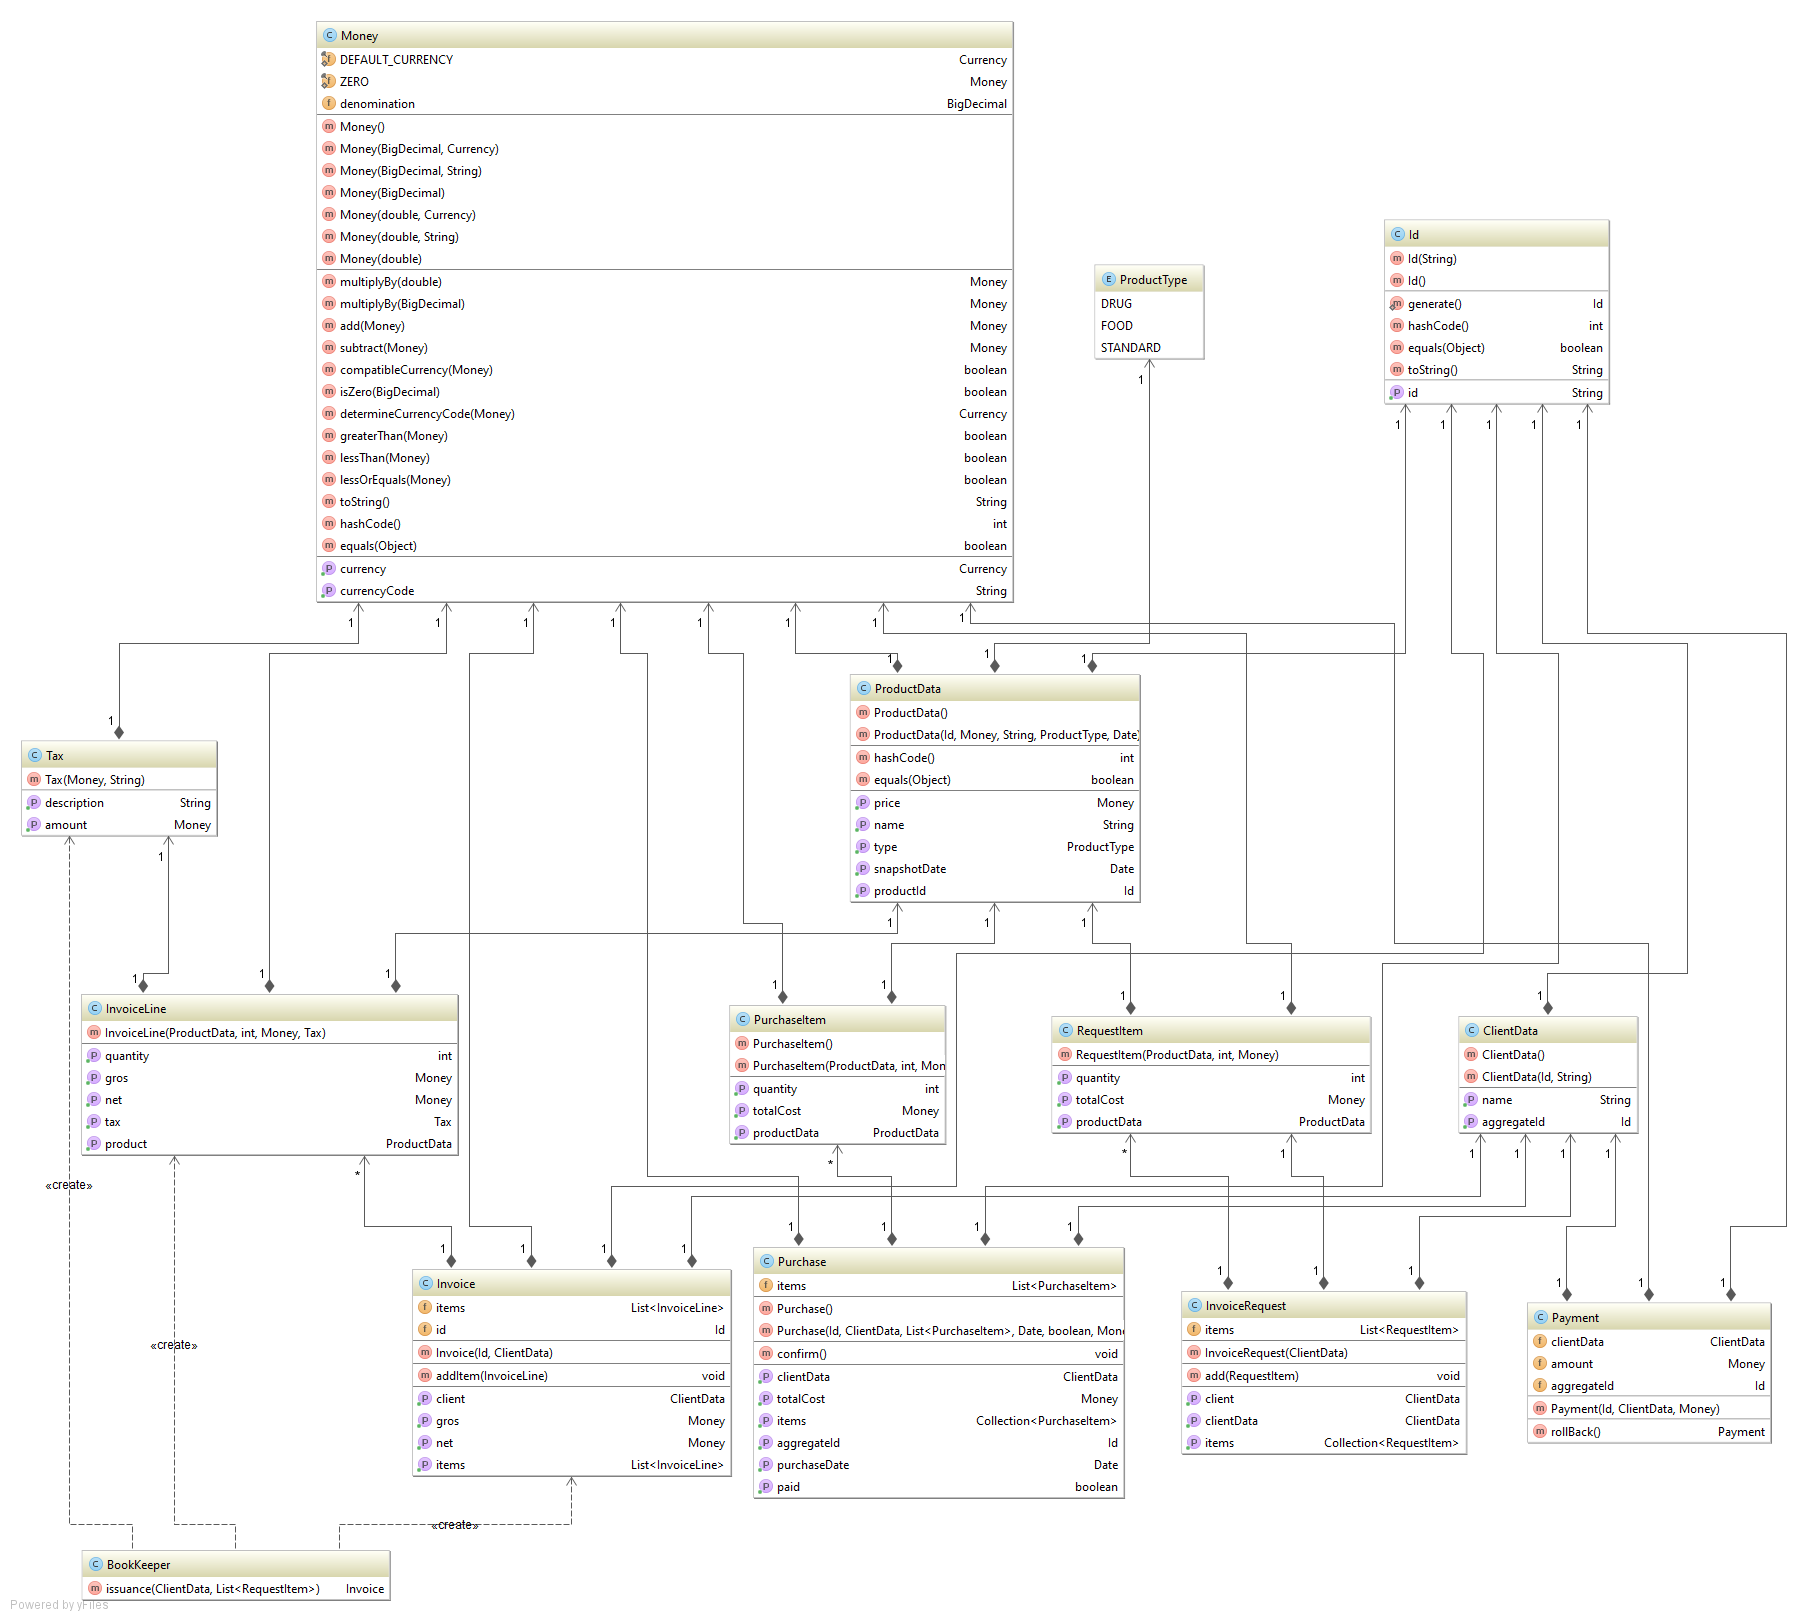 Money
DEFAULT_CURRENCY Currency
ZERO Money
denomination BigDecimal
Money()
Money(BigDecimal, Currency)
Money(BigDecimal, String)
Money(BigDecimal)
Money(double, Currency)
Money(double, String)
Money(double)
multiplyBy(double) Money
multiplyBy(BigDecimal) Money
add(Money) Money
subtract(Money) Money
compatibleCurrency(Money) boolean
isZero(BigDecimal) boolean
determineCurrencyCode(Money) Currency
greaterThan(Money) boolean
lessThan(Money) boolean
lessOrEquals(Money) boolean
toString() String
hashCode() int
equals(Object) boolean
currency Currency
currencyCode String
ProductType
DRUG
FOOD
STANDARD
Id
Id(String)
Id()
generate() Id
hashCode() int
equals(Object) boolean
toString() String
id String
1
1 1 1 1 1
1 1 1 1 1 1 1 1
1 1 1
ProductData
ProductData()
ProductData(Id, Money, String, ProductType, Date)
hashCode() int
equals(Object) boolean
price Money
name String
type ProductType
snapshotDate Date
productId Id
1
Tax
Tax(Money, String)
description String
amount Money
1
1 1 1
1 1 1
InvoiceLine
InvoiceLine(ProductData, int, Money, Tax)
quantity int
gros Money
net Money
tax Tax
product ProductData
1 1
PurchaseItem
PurchaseItem()
PurchaseItem(ProductData, int, Mon
quantity int
totalCost Money
productData ProductData
1 1
RequestItem
RequestItem(ProductData, int, Money)
quantity int
totalCost Money
productData ProductData
1
ClientData
ClientData()
ClientData(Id, String)
name String
aggregateId Id
* * * 1 1 1 1 1
«create»
1 1 1 1
Invoice
items List<InvoiceLine>
id Id
Invoice(Id, ClientData)
addItem(InvoiceLine) void
client ClientData
gros Money
net Money
items List<InvoiceLine>
1 1 1 1
Purchase
items List<PurchaseItem>
Purchase()
Purchase(Id, ClientData, List<PurchaseItem>, Date, boolean, Mon
confirm() void
clientData ClientData
totalCost Money
items Collection<PurchaseItem>
aggregateId Id
purchaseDate Date
paid boolean
1 1 1
InvoiceRequest
items List<RequestItem>
InvoiceRequest(ClientData)
add(RequestItem) void
client ClientData
clientData ClientData
items Collection<RequestItem>
1 1 1
Payment
clientData ClientData
amount Money
aggregateId Id
Payment(Id, ClientData, Money)
rollBack() Payment
«create»
«create»
BookKeeper
issuance(ClientData, List<RequestItem>) Invoice
Powered by yFiles